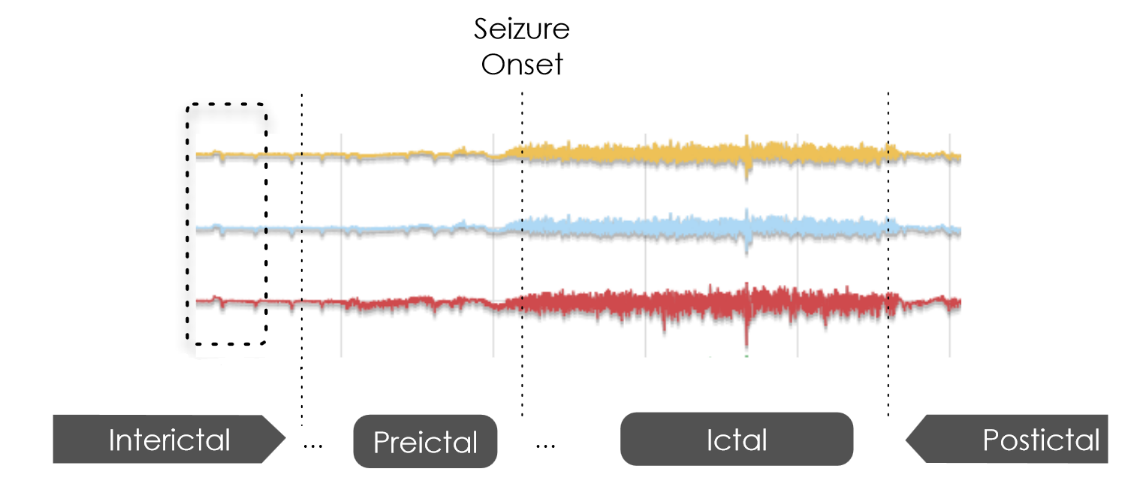 Seizure
Onset
Interictal ... Preictal ... Ictal Postictal